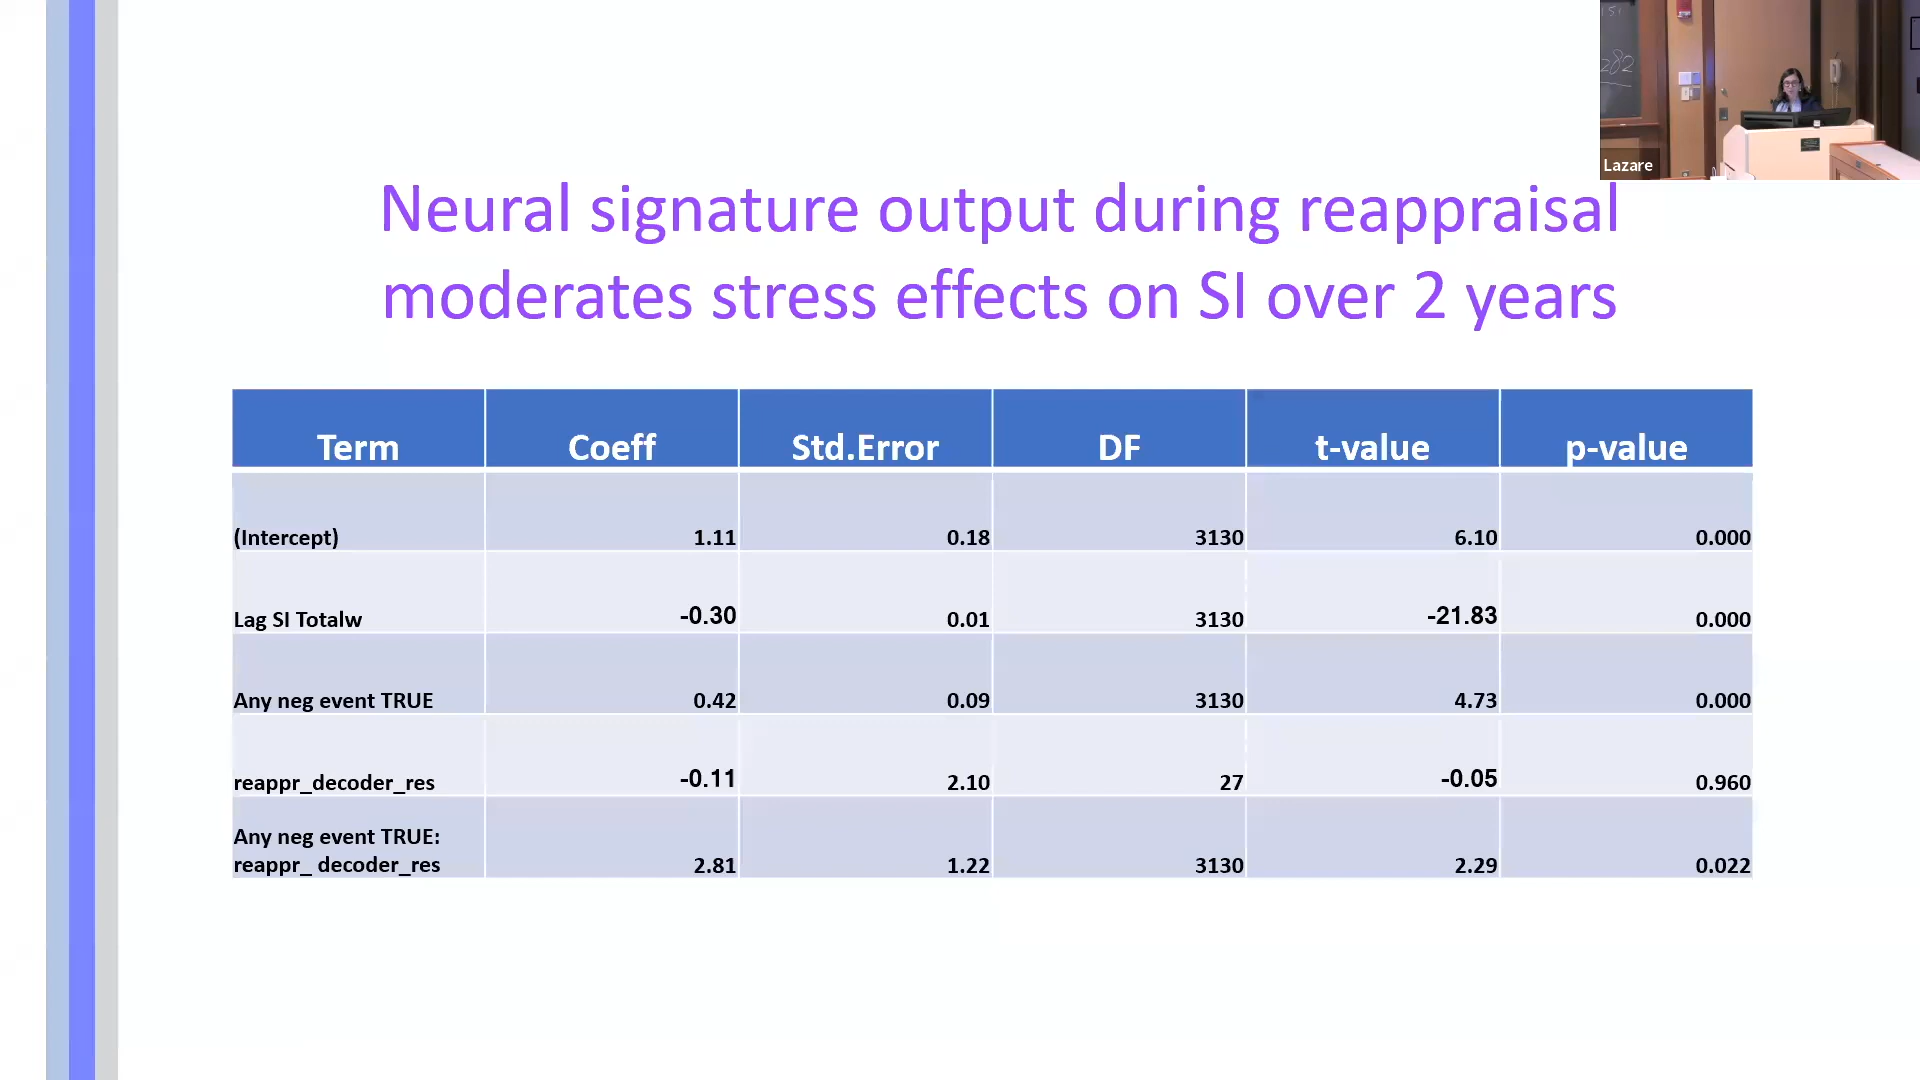 Lazare
Neural signature output during reappraisal
moderates stress effects on SI over 2 years
Term Coeff Std.Error DF t-value p-value
(Intercept) 1.11 0.18 3130 6.10 0.000
Lag SI Totalw -0.30 0.01 3130 -21.83 0.000
Any neg event TRUE 0.42 0.09 3130 4.73 0.000
reappr_decoder_res -0.11 2.10 27 -0.05 0.960
Any neg event TRUE:
reappr_ decoder_res 2.81 1.22 3130 2.29 0.022